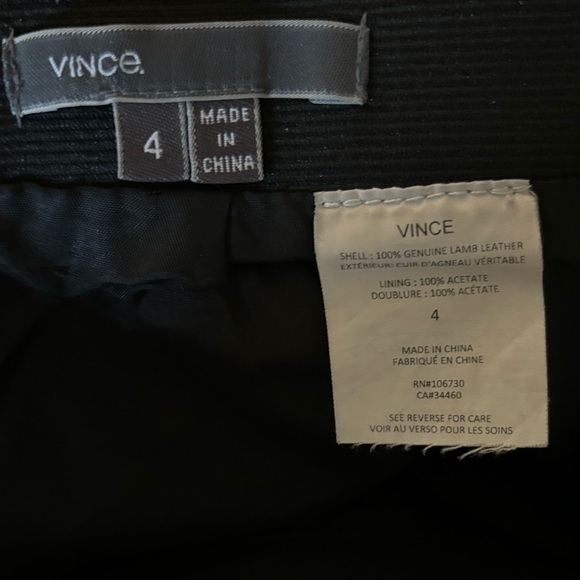 VINCE.
4
MADE
IN
CHINA
VINCE
SHELL : 100% GENUINE LAMB LEATHER
EXTÉRIEUR: CUIR D'AGNEAU VÉRITABLE
LINING : 100% ACETATE
DOUBLURE : 100% ACÉTATE
4
MADE IN CHINA
FABRIQUÉ EN CHINE
RN#106730
CA#34460
SEE REVERSE FOR CARE
VOIR AU VERSO POUR LES SOINS